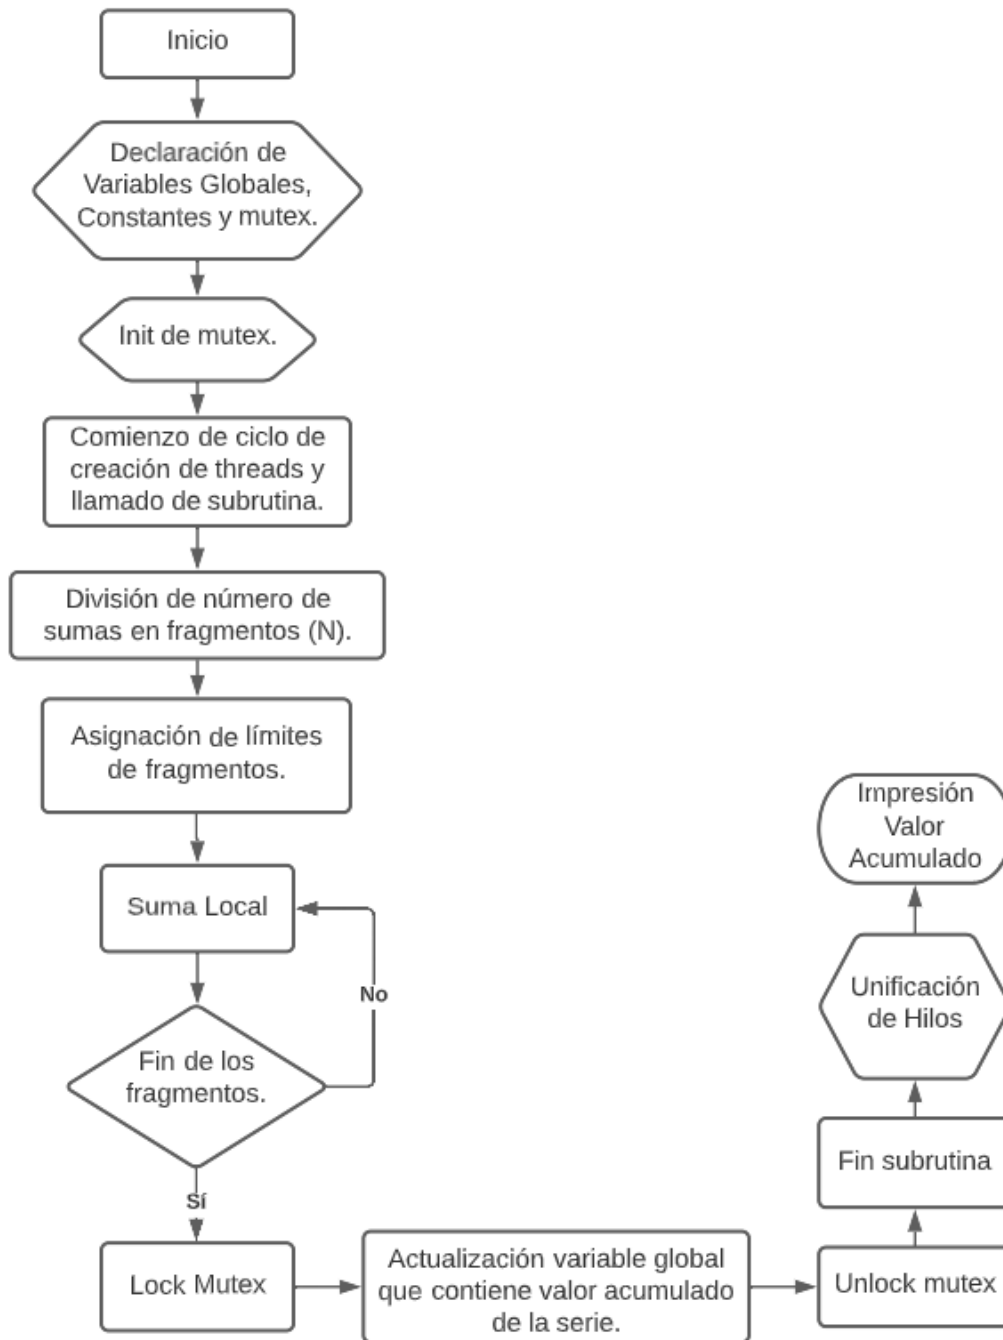 Inicio
Declaración de
Variables Globales,
Constantes y mutex.
Init de mutex.
Comienzo de ciclo de
creación de threads y
llamado de subrutina.
División de número de
sumas en fragmentos (N).
Asignación de límites
de fragmentos.
Suma Local
No
Fin de los
fragmentos.
Sí
Lock Mutex
Actualización variable global
que contiene valor acumulado
de la serie.
Unlock mutex
Fin subrutina
Unificación
de Hilos
Impresión
Valor
Acumulado